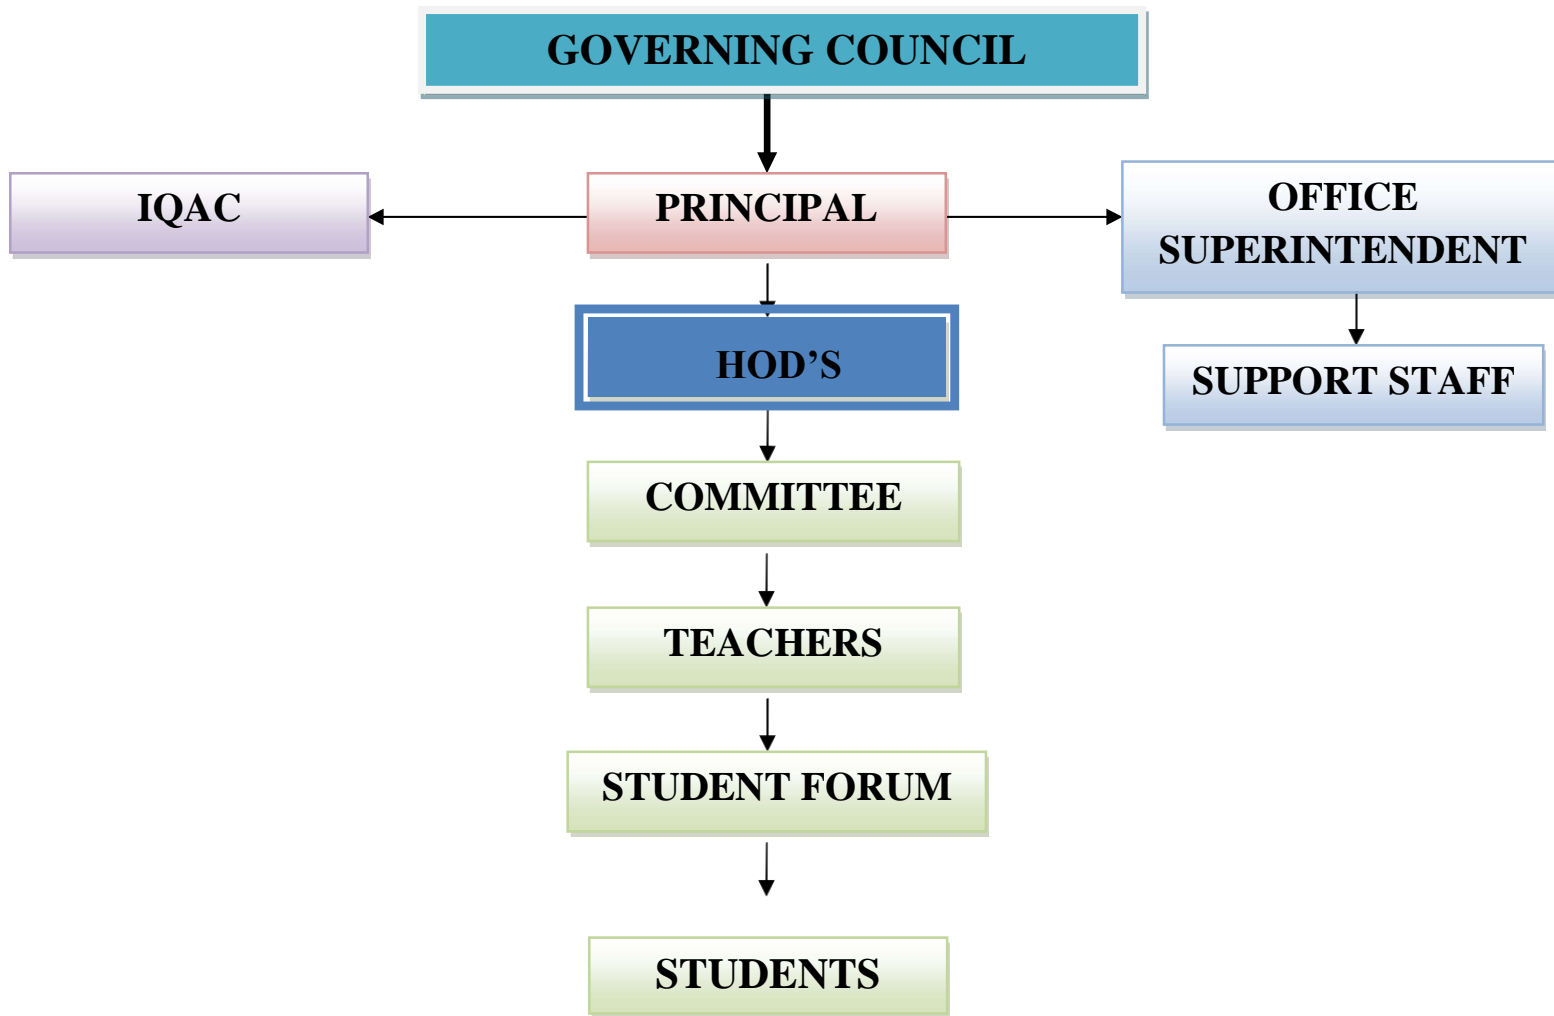 GOVERNING COUNCIL
IQAC
PRINCIPAL
OFFICE
SUPERINTENDENT
HOD’S
SUPPORT STAFF
COMMITTEE
TEACHERS
STUDENT FORUM
STUDENTS